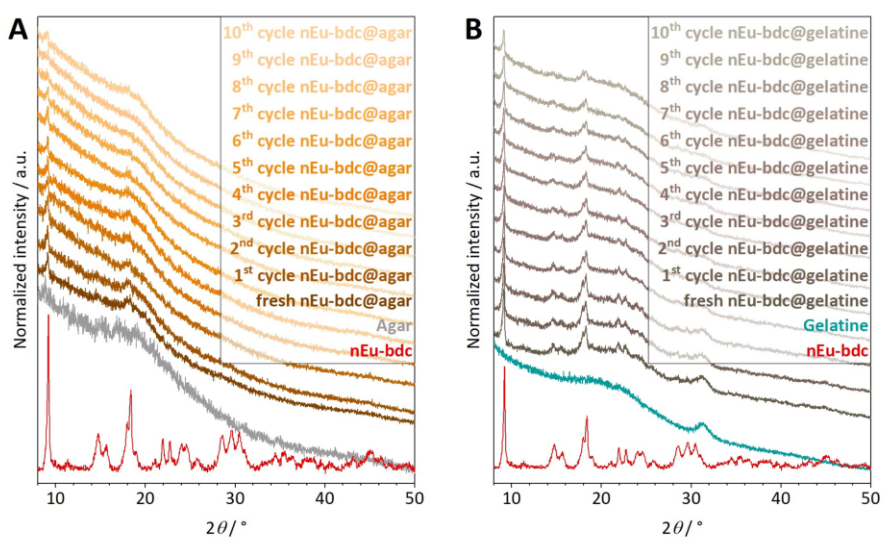 A
10th cycle nEu-bdc@agar
9th cycle nEu-bdc@agar
8th cycle nEu-bdc@agar
7th cycle nEu-bdc@agar
6th cycle nEu-bdc@agar
5th cycle nEu-bdc@agar
4th cycle nEu-bdc@agar
3rd cycle nEu-bdc@agar
2nd cycle nEu-bdc@agar
1st cycle nEu-bdc@agar
fresh nEu-bdc@agar
Agar
nEu-bdc
Normalized intensity / a.u.
10 20 30 40 50
2θ/°
B
10th cycle nEu-bdc@gelatine
9th cycle nEu-bdc@gelatine
8th cycle nEu-bdc@gelatine
7th cycle nEu-bdc@gelatine
6th cycle nEu-bdc@gelatine
5th cycle nEu-bdc@gelatine
4th cycle nEu-bdc@gelatine
3rd cycle nEu-bdc@gelatine
2nd cycle nEu-bdc@gelatine
1st cycle nEu-bdc@gelatine
fresh nEu-bdc@gelatine
Gelatine
nEu-bdc
Normalized intensity / a.u.
10 20 30 40 50
2θ/°